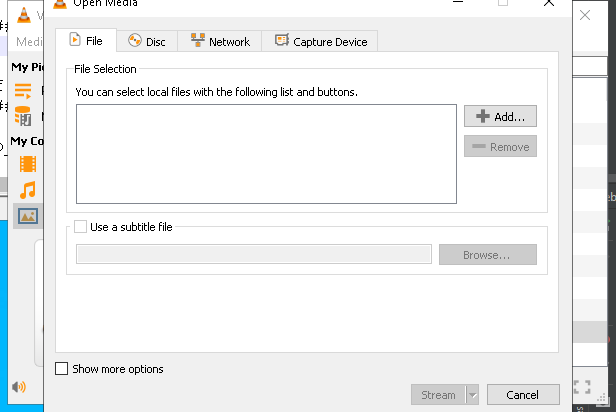 Open Media
Medi
File
Disc
Network
Capture Device
My Pi
File Selection
You can select local files with the following list and buttons.
Add...
Remove
My Co
Use a subtitle file
Browse...
Show more options
Stream
Cancel